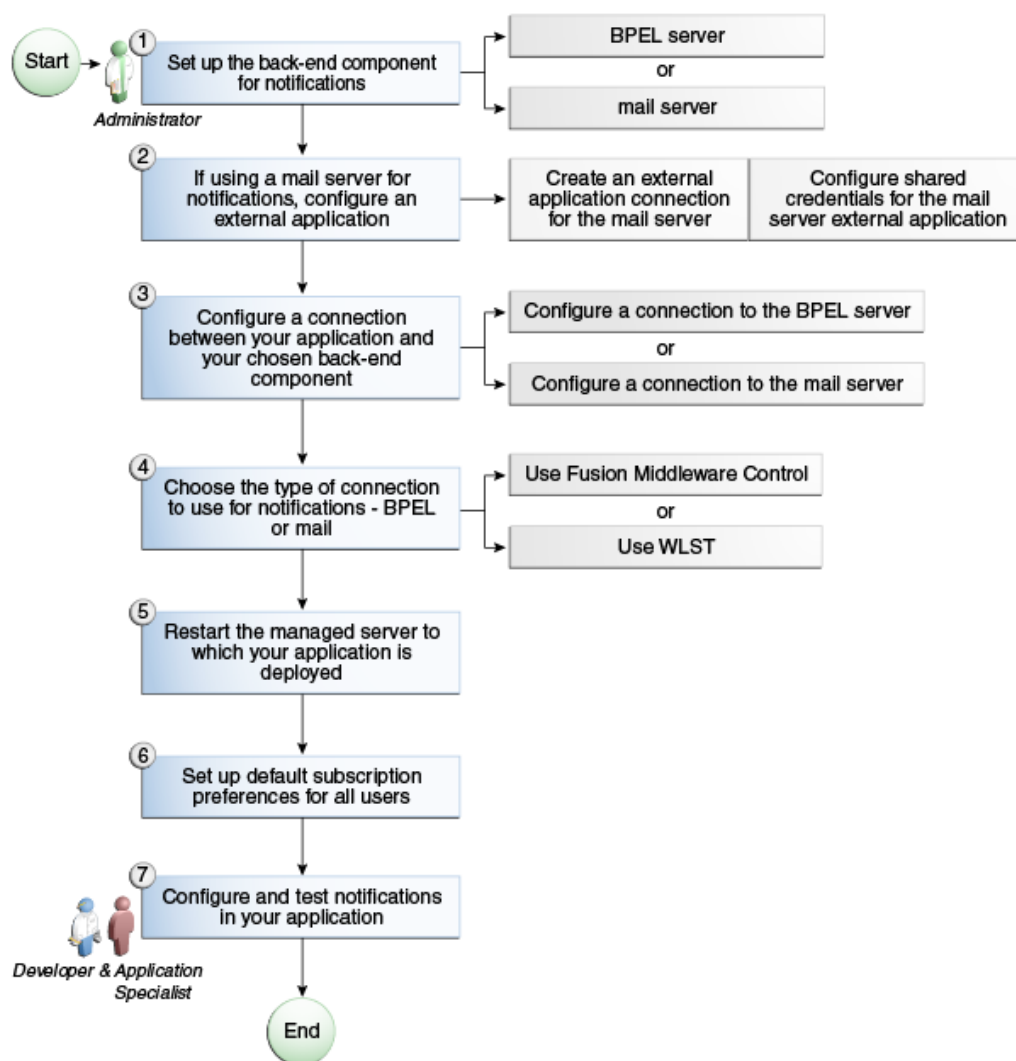 Start
Administrator
1
Set up the back-end component
for notifications
BPEL server
or
mail server
2
If using a mail server for
notifications, configure an
external application
Create an external
application connection
for the mail server
Configure shared
credentials for the mail
server external application
3
Configure a connection
between your application and
your chosen back-end
component
Configure a connection to the BPEL server
or
Configure a connection to the mail server
4
Choose the type of connection
to use for notifications - BPEL
or mail
Use Fusion Middleware Control
or
Use WLST
5
Restart the managed server to
which your application is
deployed
6
Set up default subscription
preferences for all users
7
Configure and test notifications
in your application
Developer & Application
Specialist
End